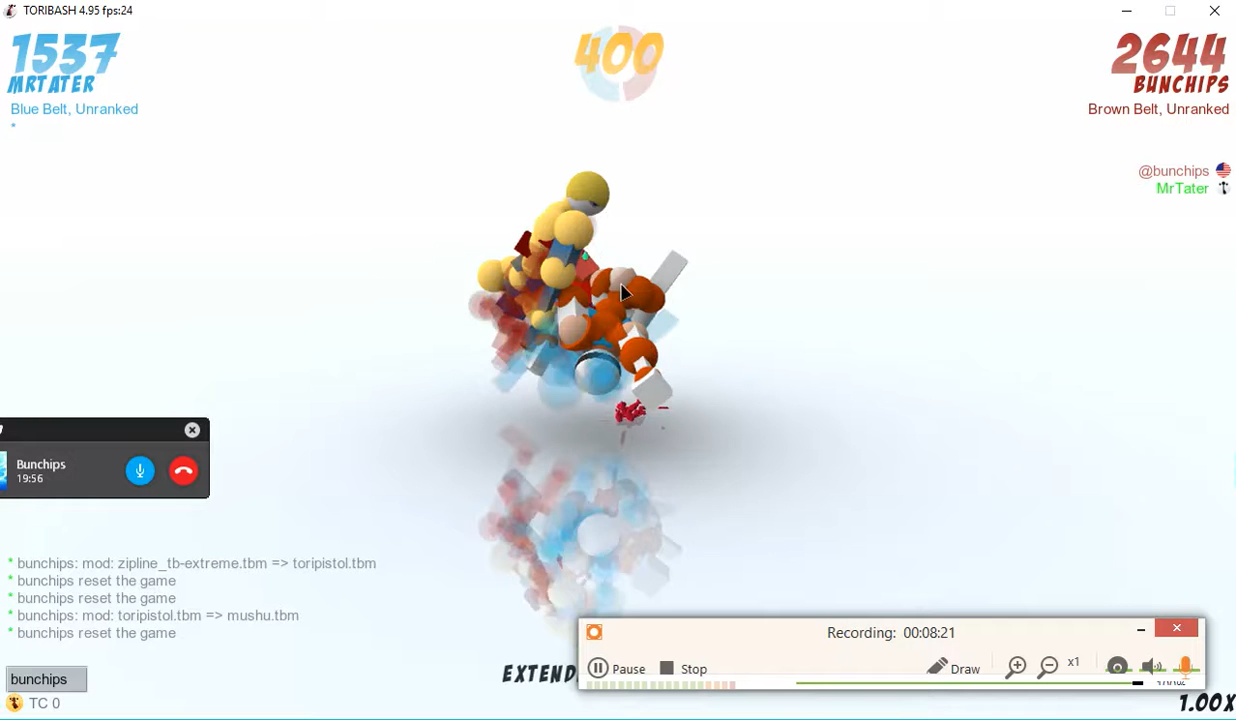 TORIBASH 4.95 fps:24
1537
MRTATER
Blue Belt, Unranked
*
400
2644
BUNCHIPS
Brown Belt, Unranked
@bunchips
MrTater
Bunchips
19:56
* bunchips: mod: zipline_tb-extreme.tbm => toripistol.tbm
* bunchips reset the game
* bunchips reset the game
* bunchips: mod: toripistol.tbm => mushu.tbm
* bunchips reset the game
Recording: 00:08:21
Pause
Stop
Draw
x1
100%
bunchips
TC 0
EXTEND
1.00X